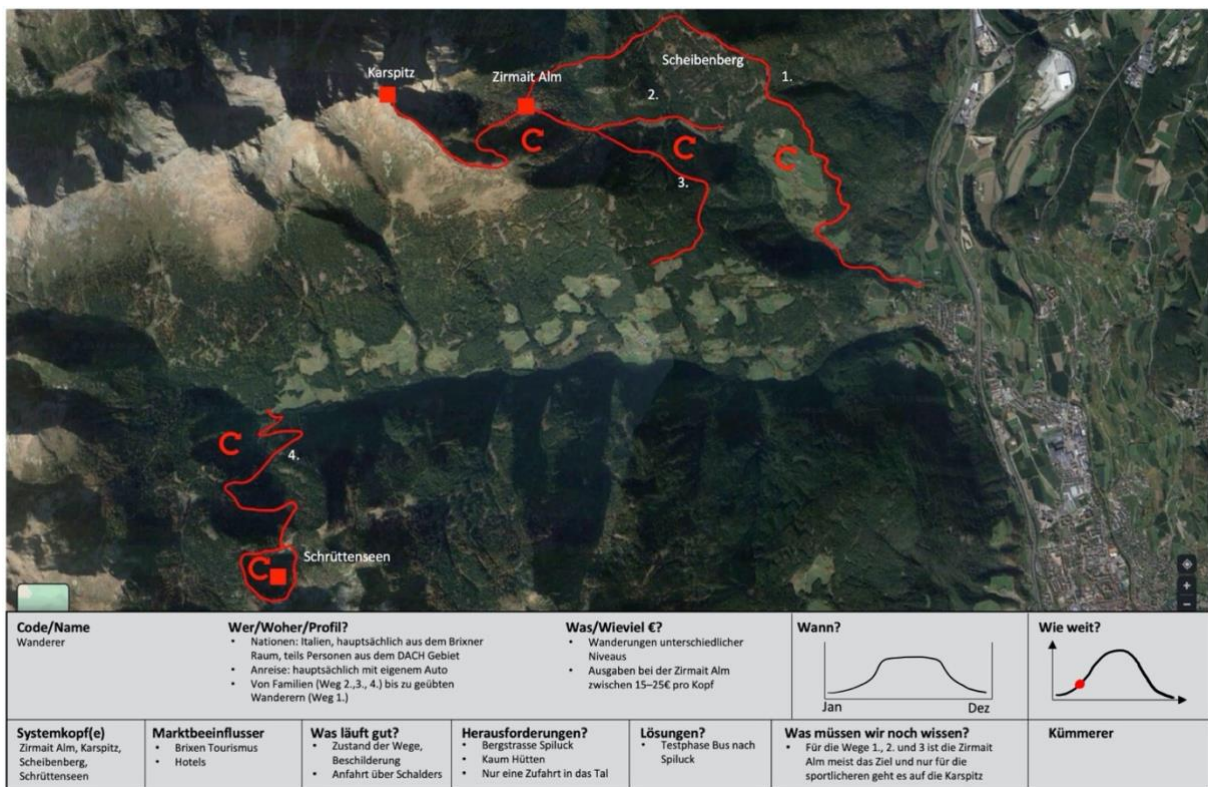 Karspitz
Zirmait Alm
Scheibenberg
1.
2.
3.
4.
Schrüttenseen
Code/Name
Wanderer
Wer/Woher/Profil?
• Nationen: Italien, hauptsächlich aus dem Brixner
Raum, teils Personen aus dem DACH Gebiet
• Anreise: hauptsächlich mit eigenem Auto
• Von Familien (Weg 2.,3., 4.) bis zu geübten
Wanderern (Weg 1.)
Was/Wieviel €?
• Wanderungen unterschiedlicher
Niveaus
• Ausgaben bei der Zirmait Alm
zwischen 15–25€ pro Kopf
Wann?
Jan
Dez
Wie weit?
Systemkopf(e)
Zirmait Alm, Karspitz,
Scheibenberg,
Schrüttenseen
Marktbeeinflusser
• Brixen Tourismus
• Hotels
Was läuft gut?
• Zustand der Wege,
Beschilderung
• Anfahrt über Schalders
Herausforderungen?
• Bergstrasse Spiluck
• Kaum Hütten
• Nur eine Zufahrt in das Tal
Lösungen?
• Testphase Bus nach
Spiluck
Was müssen wir noch wissen?
• Für die Wege 1., 2. und 3 ist die Zirmait
Alm meist das Ziel und nur für die
sportlicheren geht es auf die Karspitz
Kümmerer